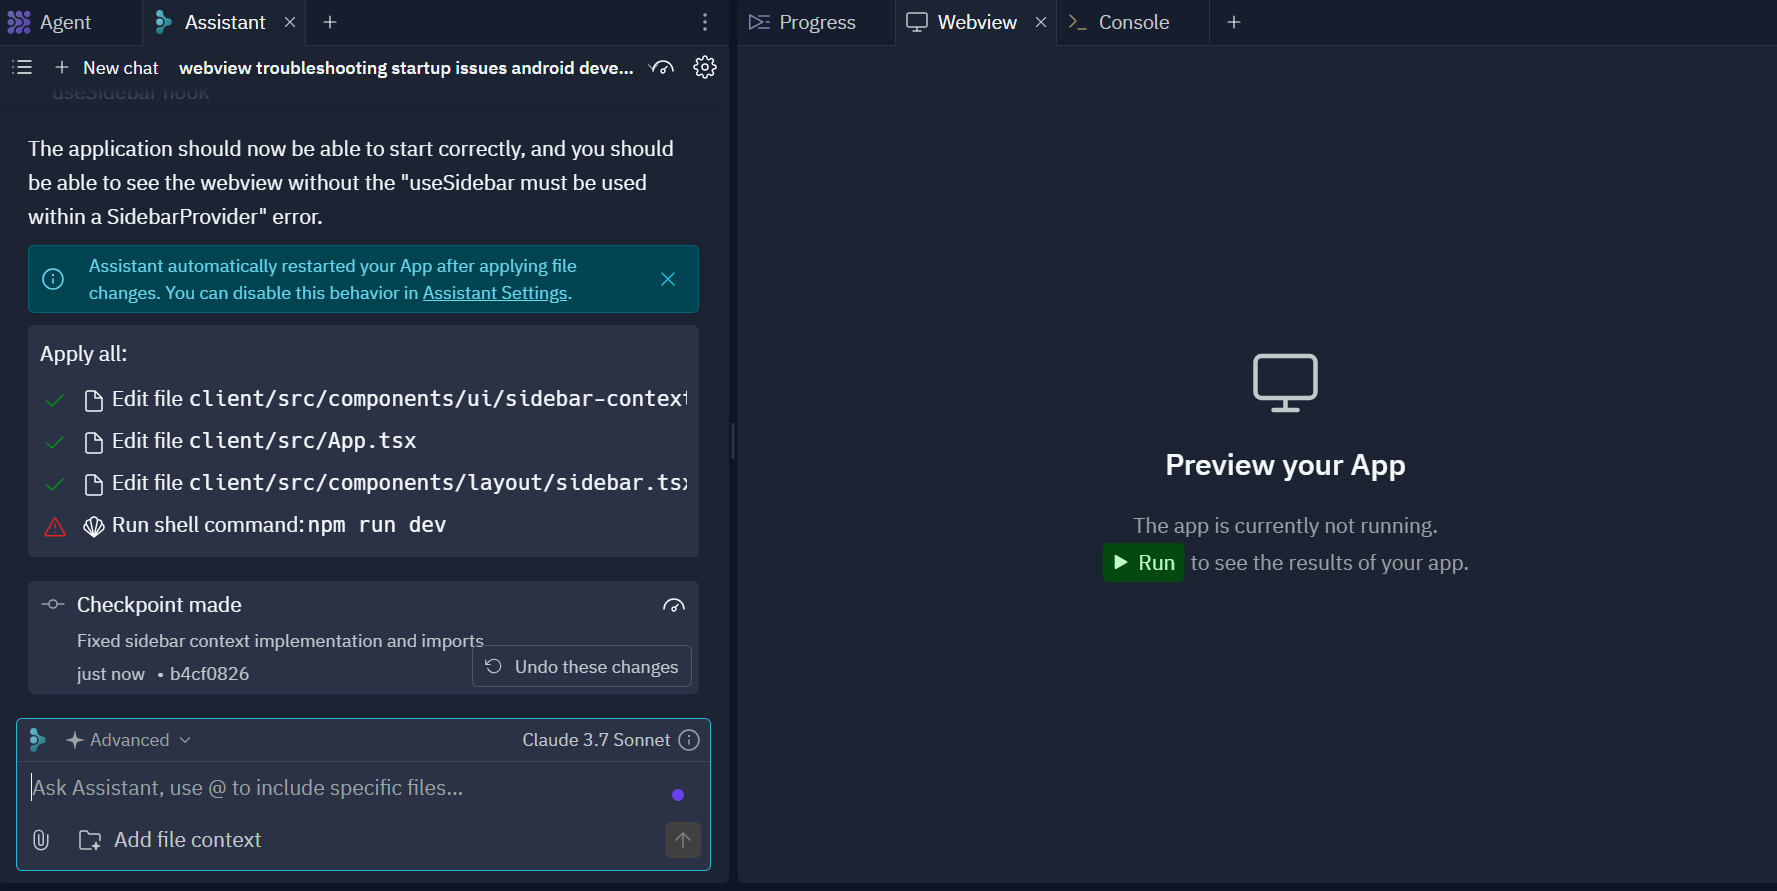 Agent
Assistant
Progress
Webview
Console
New chat
webview troubleshooting startup issues android deve...
useSidebar hook
The application should now be able to start correctly, and you should
be able to see the webview without the "useSidebar must be used
within a SidebarProvider" error.
Assistant automatically restarted your App after applying file
changes. You can disable this behavior in Assistant Settings.
Apply all:
Edit file client/src/components/ui/sidebar-context
Edit file client/src/App.tsx
Edit file client/src/components/layout/sidebar.tsx
Run shell command: npm run dev
Checkpoint made
Fixed sidebar context implementation and imports
just now • b4cf0826
Undo these changes
Advanced
Claude 3.7 Sonnet
Ask Assistant, use @ to include specific files...
Add file context
Preview your App
The app is currently not running.
Run to see the results of your app.